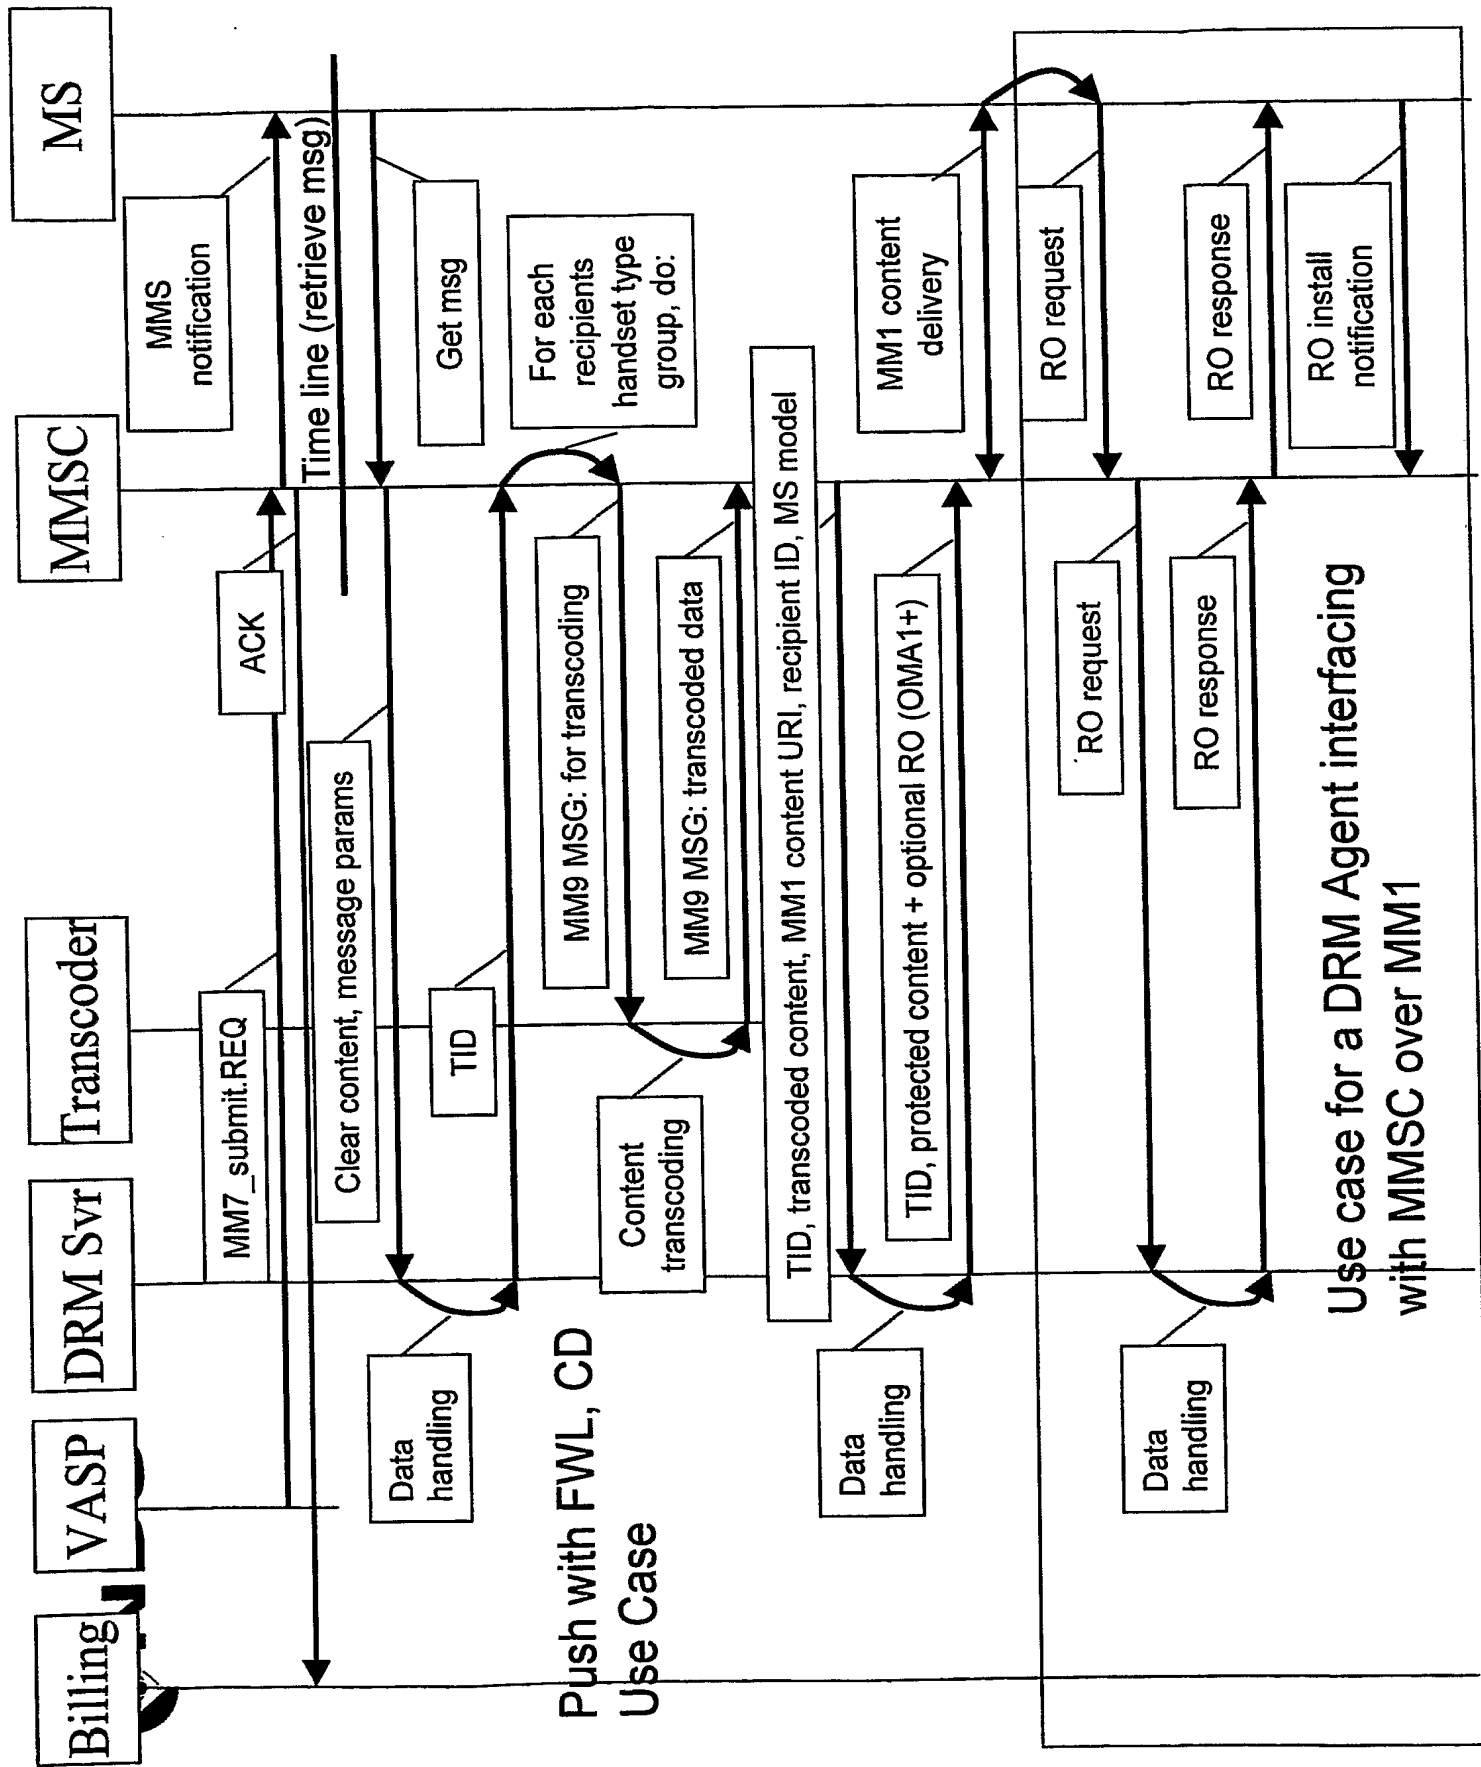 Billing
VASP
DRM Svr
Transcoder
MMSC
MS
MM7_submit.REQ
ACK
MMS
notification
Time line (retrieve msg)
Clear content, message params
Get msg
Data
handling
TID
For each
recipients
handset type
group, do:
Push with FWL, CD
Use Case
MM9 MSG: for transcoding
Content
transcoding
MM9 MSG: transcoded data
TID, transcoded content, MM1 content URI, recipient ID, MS model
Data
handling
TID, protected content + optional RO (OMA1+)
MM1 content
delivery
RO request
RO request
Data
handling
RO response
RO response
RO install
notification
Use case for a DRM Agent interfacing
with MMSC over MM1